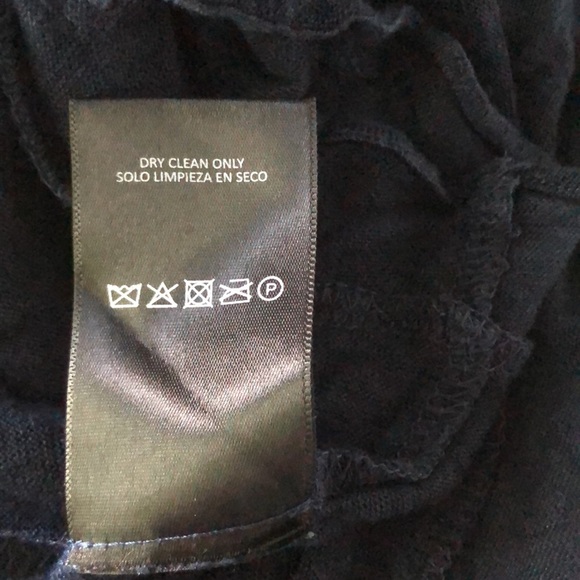 DRY CLEAN ONLY
SOLO LIMPIEZA EN SECO
P